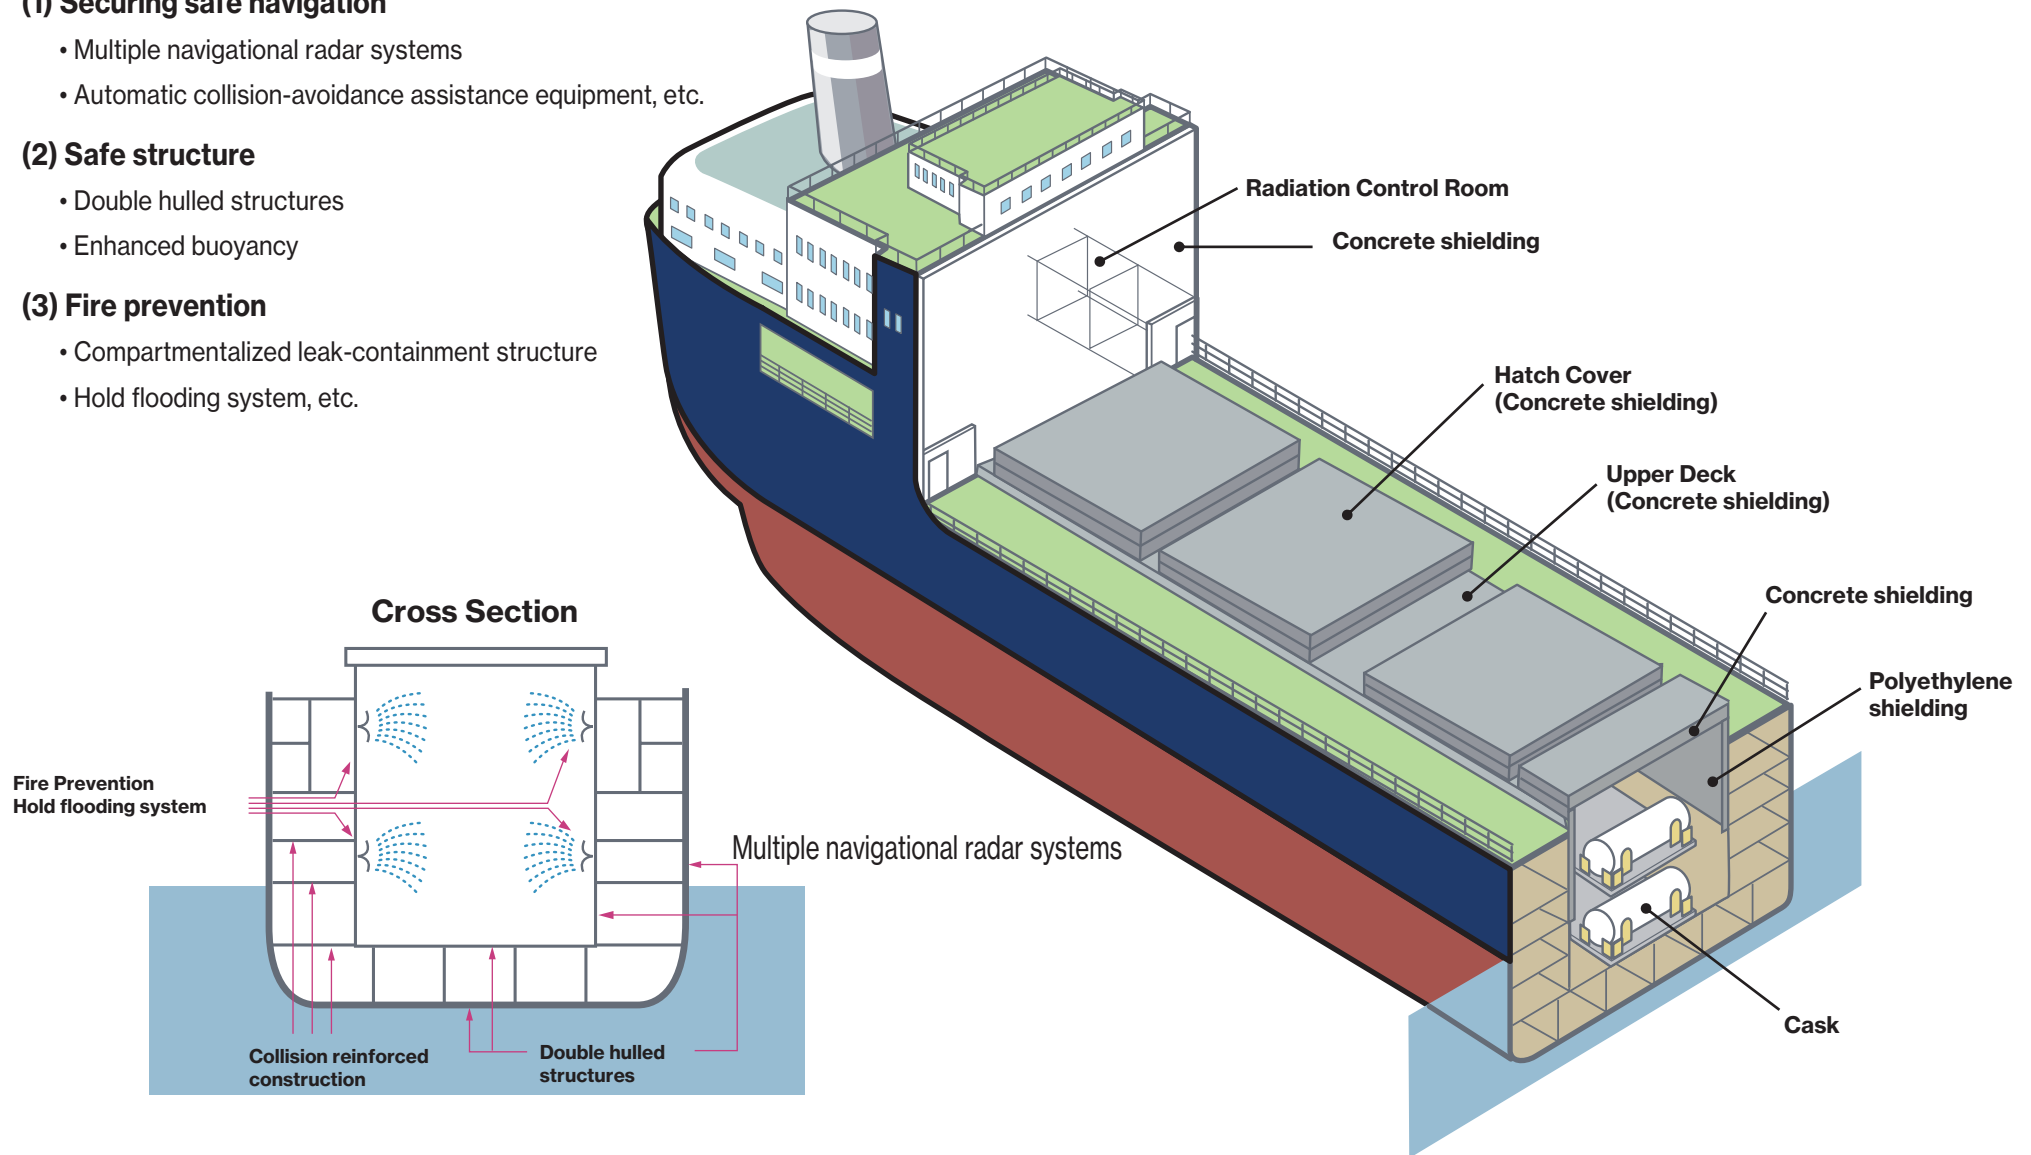 (1) Securing safe navigation
• Multiple navigational radar systems
• Automatic collision-avoidance assistance equipment, etc.
(2) Safe structure
• Double hulled structures
• Enhanced buoyancy
(3) Fire prevention
• Compartmentalized leak-containment structure
• Hold flooding system, etc.
Radiation Control Room
Concrete shielding
Hatch Cover
(Concrete shielding)
Upper Deck
(Concrete shielding)
Concrete shielding
Polyethylene
shielding
Cask
Cross Section
Fire Prevention
Hold flooding system
Multiple navigational radar systems
Collision reinforced
construction
Double hulled
structures